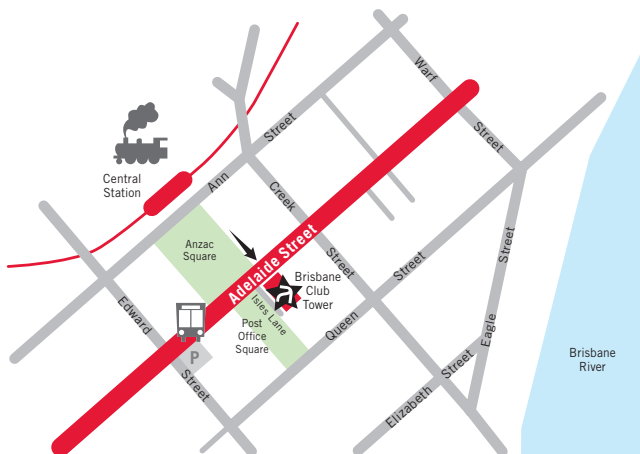 Warf
Street
Street
Ann
Central
Station
Creek
Street
Anzac
Square
Adelaide Street
Street
Street
Brisbane
Club
Tower
Isles Lane
Edward
Street
Post
Office
Square
Queen
P
Eagle
Elizabeth
Street
Brisbane
River